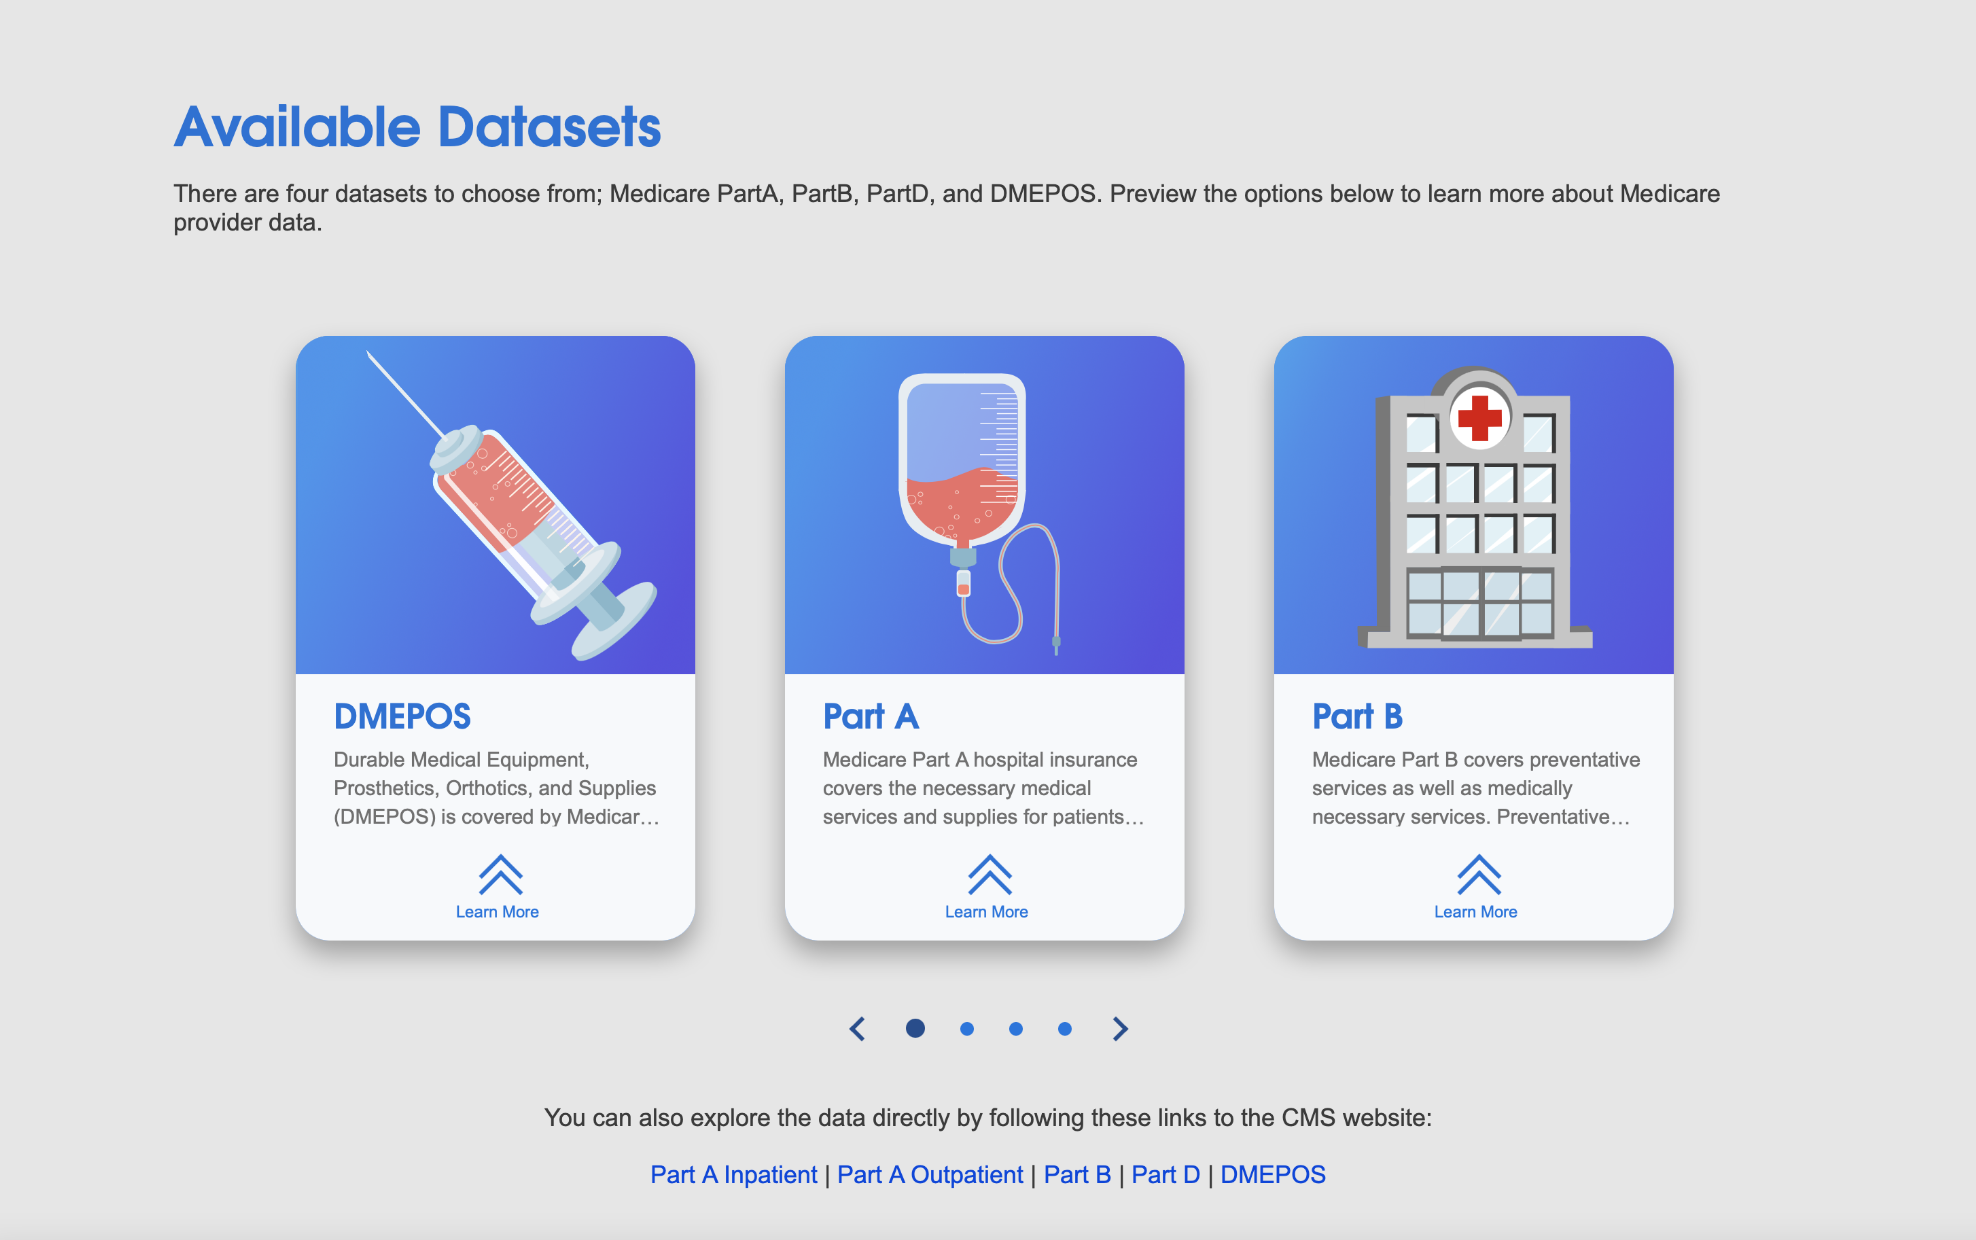 Available Datasets
There are four datasets to choose from; Medicare PartA, PartB, PartD, and DMEPOS. Preview the options below to learn more about Medicare
provider data.
DMEPOS
Durable Medical Equipment,
Prosthetics, Orthotics, and Supplies
(DMEPOS) is covered by Medicar…
Learn More
Part A
Medicare Part A hospital insurance
covers the necessary medical
services and supplies for patients…
Learn More
Part B
Medicare Part B covers preventative
services as well as medically
necessary services. Preventative…
Learn More
You can also explore the data directly by following these links to the CMS website:
Part A Inpatient | Part A Outpatient | Part B | Part D | DMEPOS